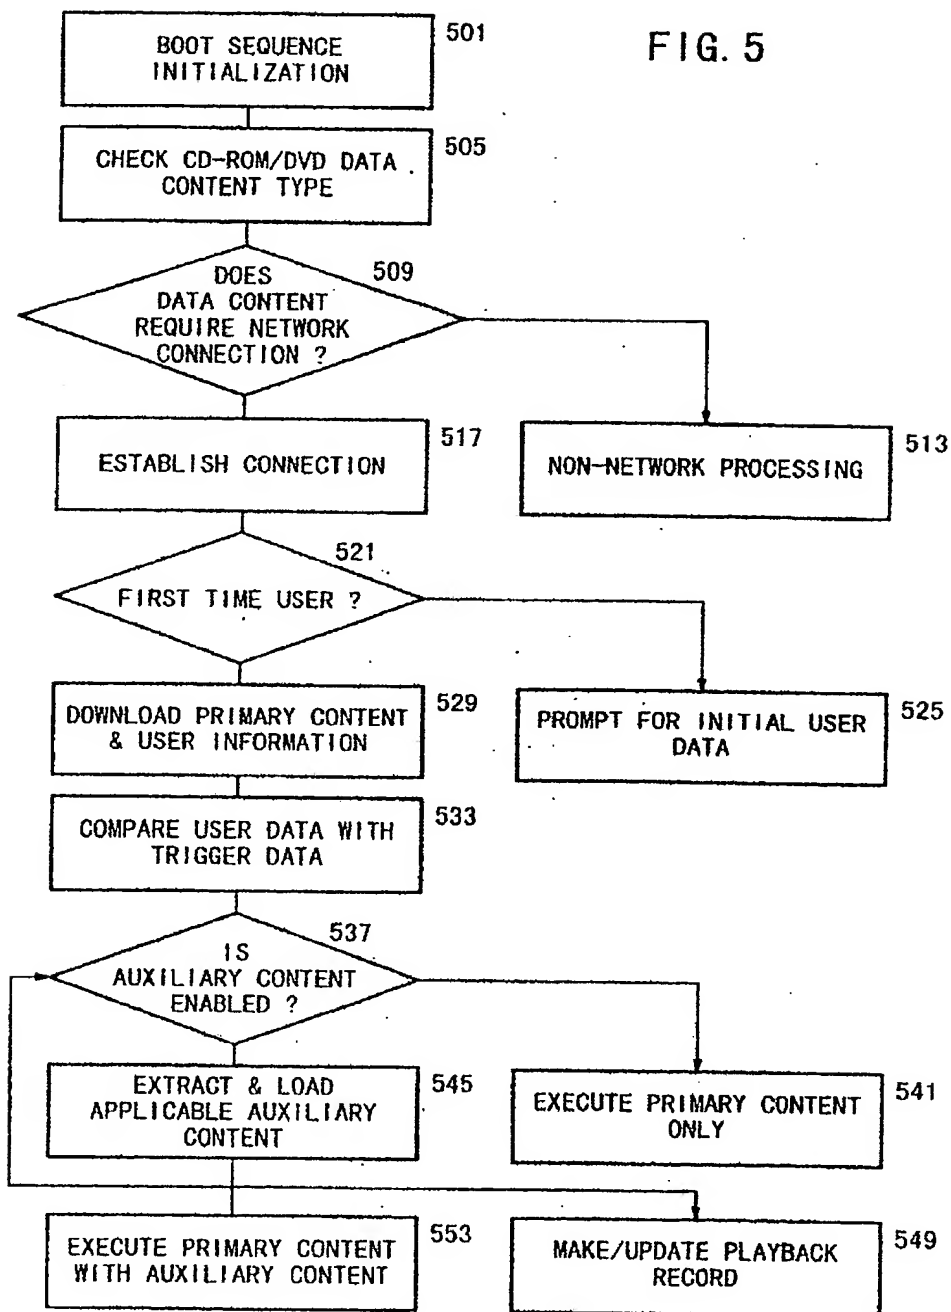 FIG. 5
BOOT SEQUENCE
INITIALIZATION
501
CHECK CD-ROM/DVD DATA
CONTENT TYPE
505
DOES
DATA CONTENT
REQUIRE NETWORK
CONNECTION ?
509
ESTABLISH CONNECTION
517
NON-NETWORK PROCESSING
513
FIRST TIME USER ?
521
DOWNLOAD PRIMARY CONTENT
& USER INFORMATION
529
PROMPT FOR INITIAL USER
DATA
525
COMPARE USER DATA WITH
TRIGGER DATA
533
IS
AUXILIARY CONTENT
ENABLED ?
537
EXTRACT & LOAD
APPLICABLE AUXILIARY
CONTENT
545
EXECUTE PRIMARY CONTENT
ONLY
541
EXECUTE PRIMARY CONTENT
WITH AUXILIARY CONTENT
553
MAKE/UPDATE PLAYBACK
RECORD
549